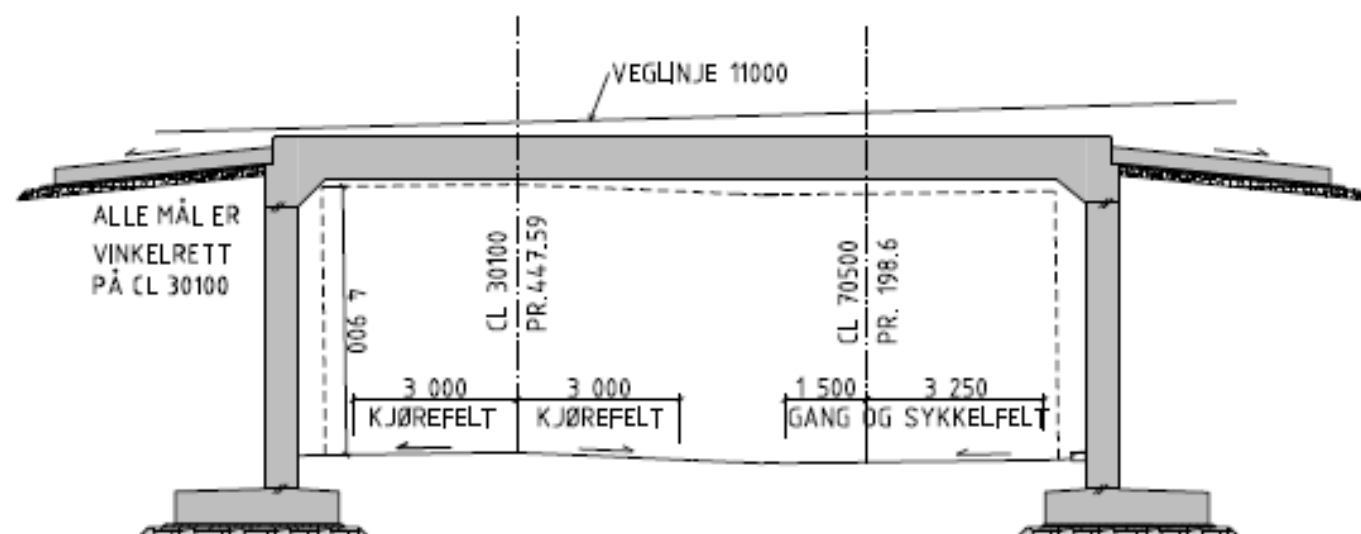 VEGLINJE 11000
ALLE MÅL ER
VINKELRETT
PÅ CL 30100
4 900
CL 30100
PR.447.59
CL 70500
PR. 198.6
3 000
3 000
1 500
3 250
KJØREFELT
KJØREFELT
GANG OG SYKKELFELT